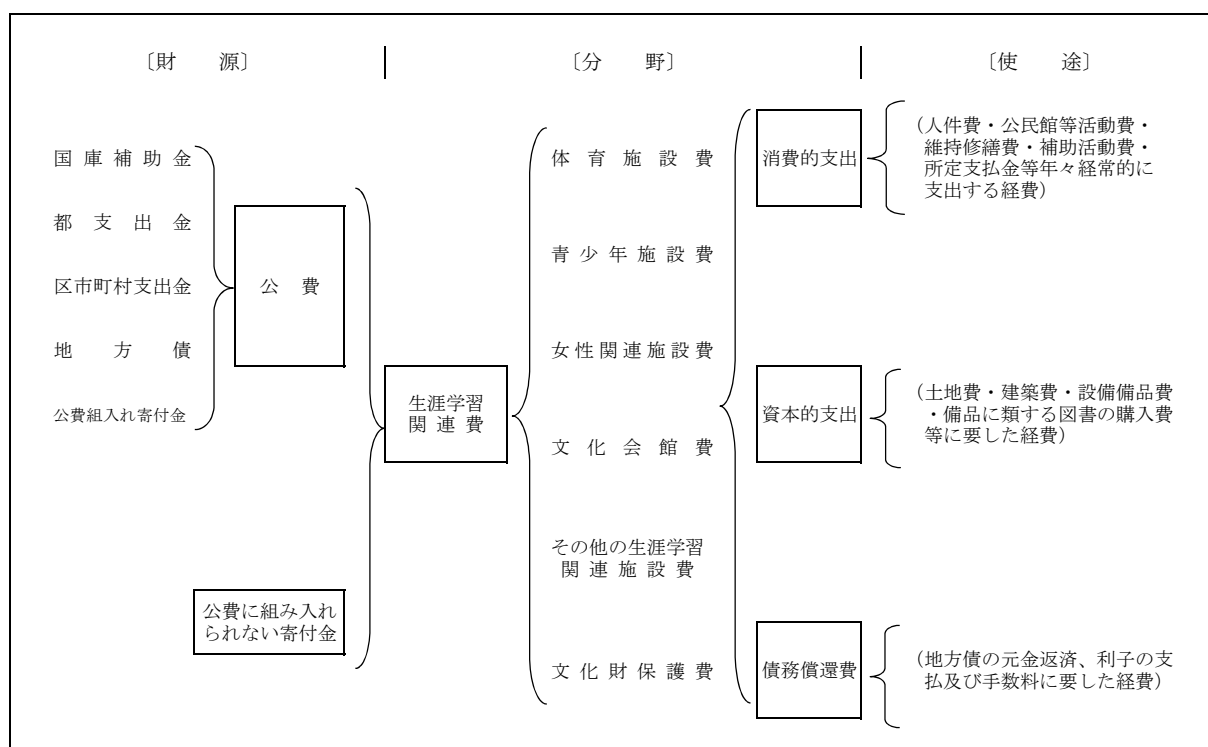 〔財　源〕
〔分　野〕
〔使　途〕
国庫補助金
都支出金
区市町村支出金
地方債
公費組入れ寄付金
公費
公費に組み入れ
られない寄付金
生涯学習
関連費
体育施設費
青少年施設費
女性関連施設費
文化会館費
その他の生涯学習
関連施設費
文化財保護費
消費的支出
（人件費・公民館等活動費・
維持修繕費・補助活動費・
所定支払金等年々経常的に
支出する経費）
資本的支出
（土地費・建築費・設備備品費
・備品に類する図書の購入費
等に要した経費）
債務償還費
（地方債の元金返済、利子の支
払及び手数料に要した経費）